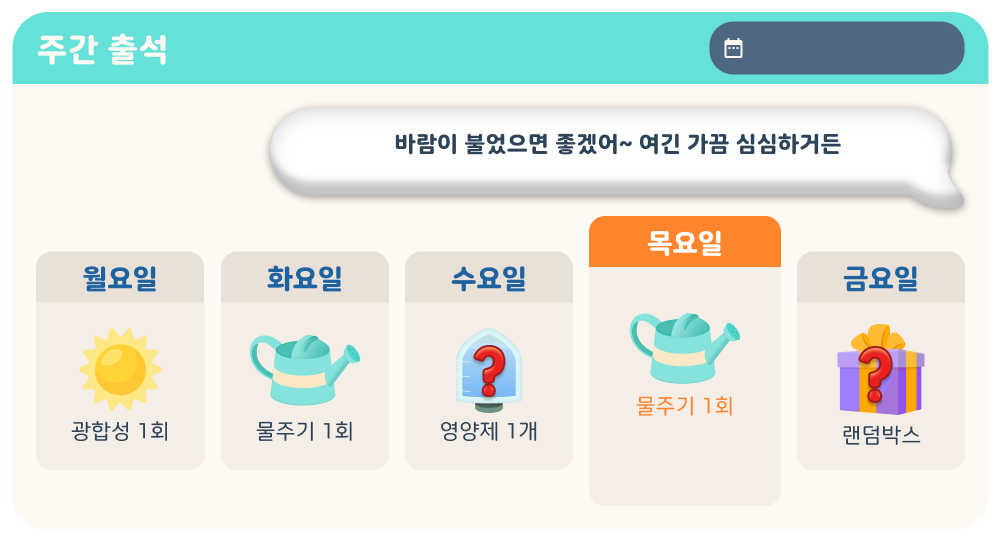 주간 출석
바람이 불었으면 좋겠어~ 여긴 가끔 심심하거든
월요일
화요일
수요일
목요일
금요일
?
?
광합성 1회
물주기 1회
영양제 1개
물주기 1회
랜덤박스